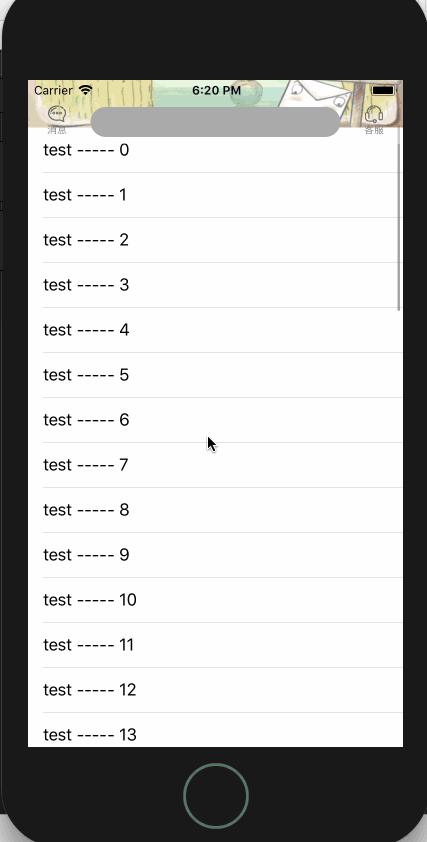 Carrier 6:20 PM
消息 客服
test ----- 0
test ----- 1
test ----- 2
test ----- 3
test ----- 4
test ----- 5
test ----- 6
test ----- 7
test ----- 8
test ----- 9
test ----- 10
test ----- 11
test ----- 12
test ----- 13